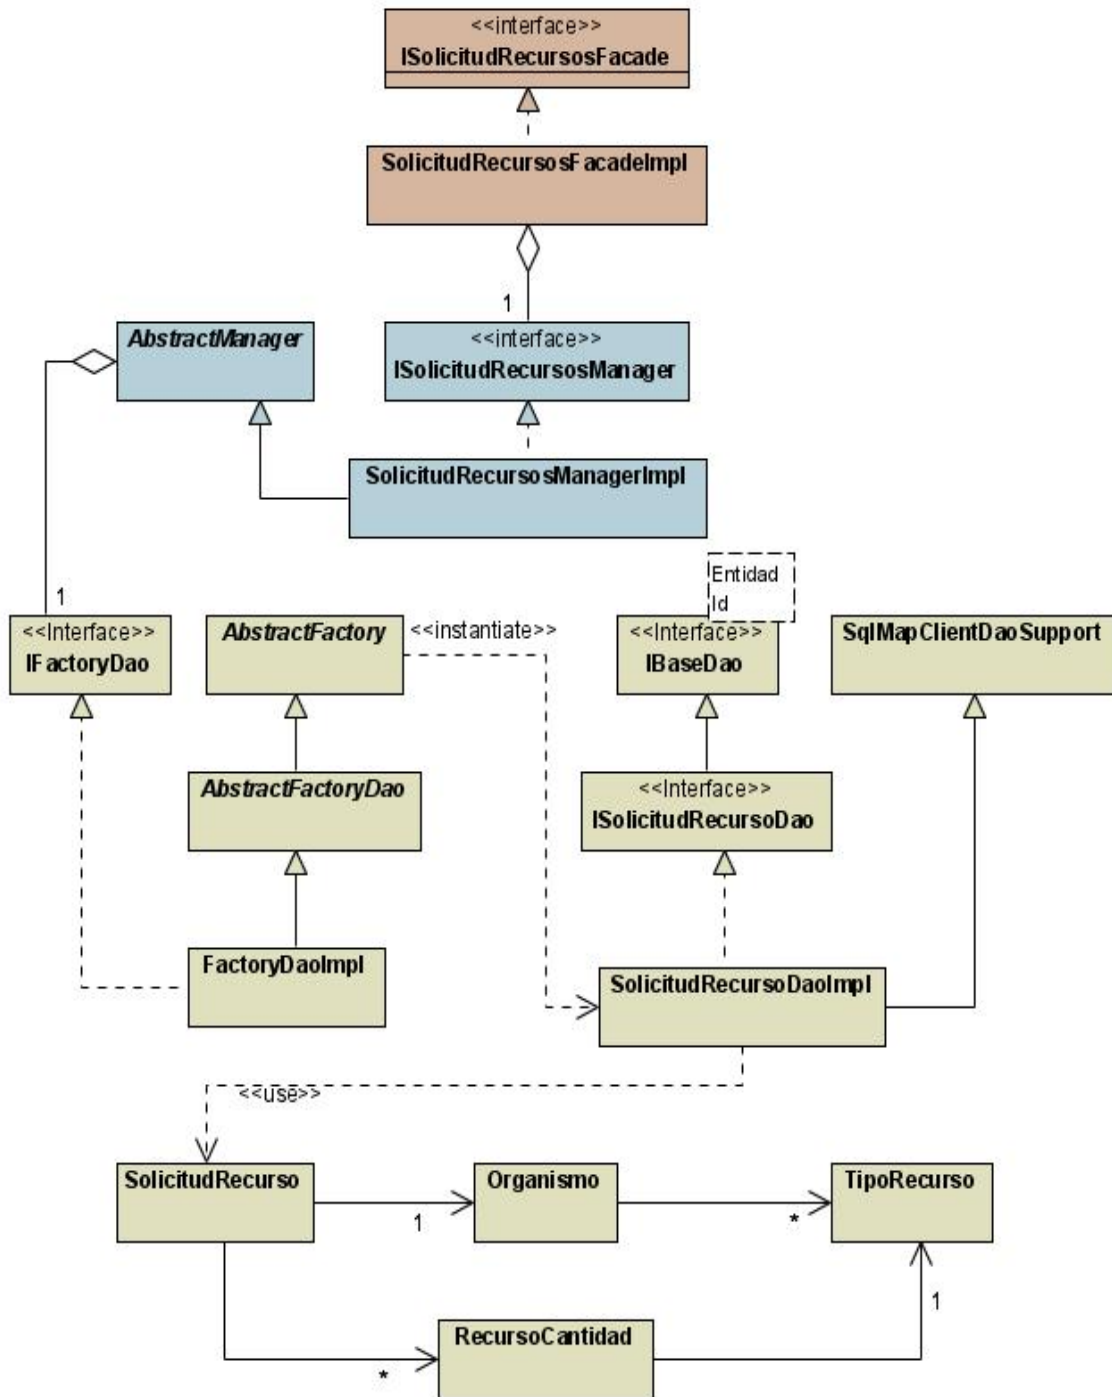 <<interface>>
ISolicitudRecursosFacade
SolicitudRecursosFacadeImpl
1
AbstractManager
<<interface>>
ISolicitudRecursosManager
SolicitudRecursosManagerImpl
Entidad
Id
1
<<Interface>>
IFactoryDao
AbstractFactory
<<instantiate>>
<<Interface>>
IBaseDao
SqlMapClientDaoSupport
AbstractFactoryDao
<<Interface>>
ISolicitudRecursoDao
FactoryDaoImpl
SolicitudRecursoDaoImpl
<<use>>
SolicitudRecurso
1
Organismo
*
TipoRecurso
1
*
RecursoCantidad